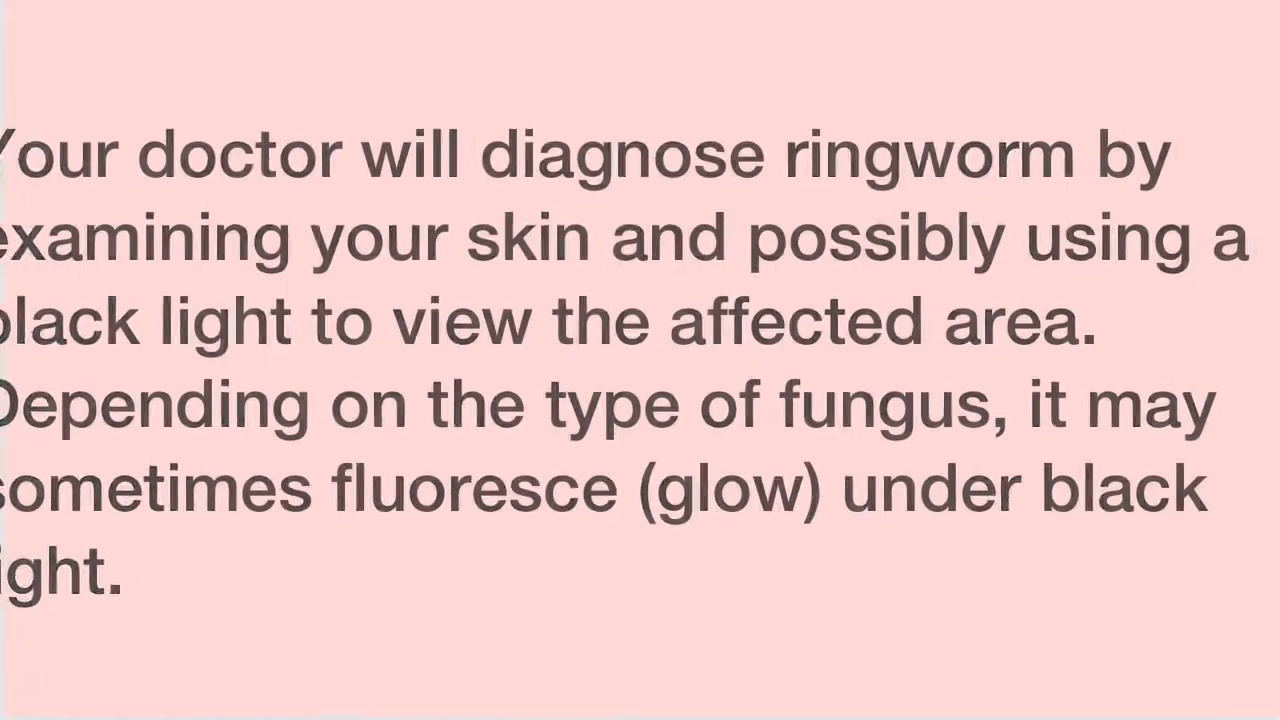 Your doctor will diagnose ringworm by
examining your skin and possibly using a
black light to view the affected area.
Depending on the type of fungus, it may
sometimes fluoresce (glow) under black
light.